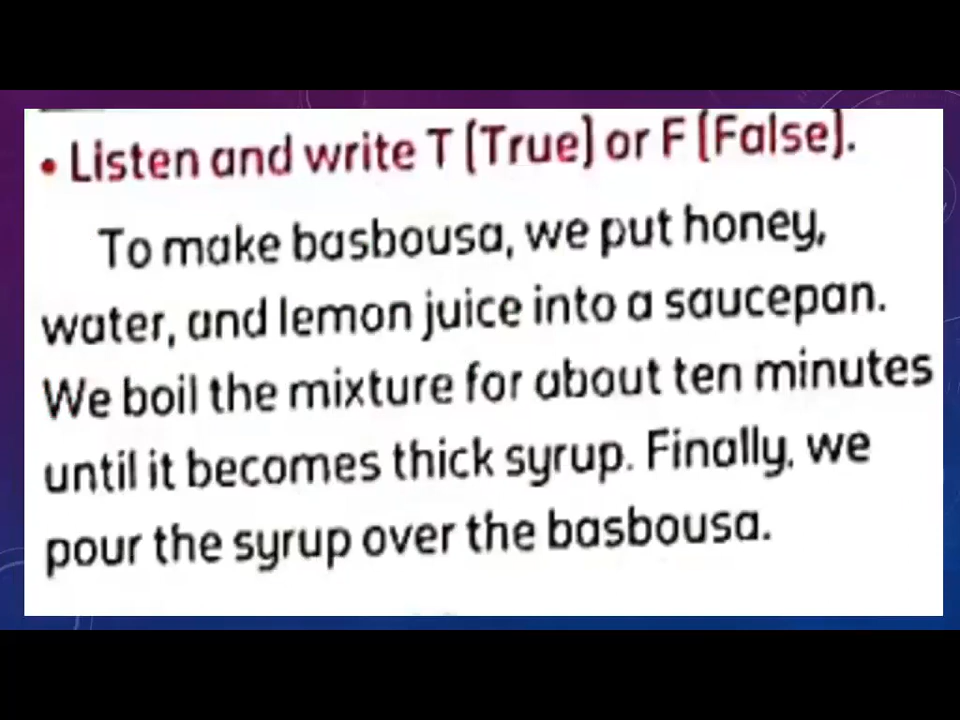 • Listen and write T (True) or F (False).
To make basbousa, we put honey,
water, and lemon juice into a saucepan.
We boil the mixture for about ten minutes
until it becomes thick syrup. Finally, we
pour the syrup over the basbousa.